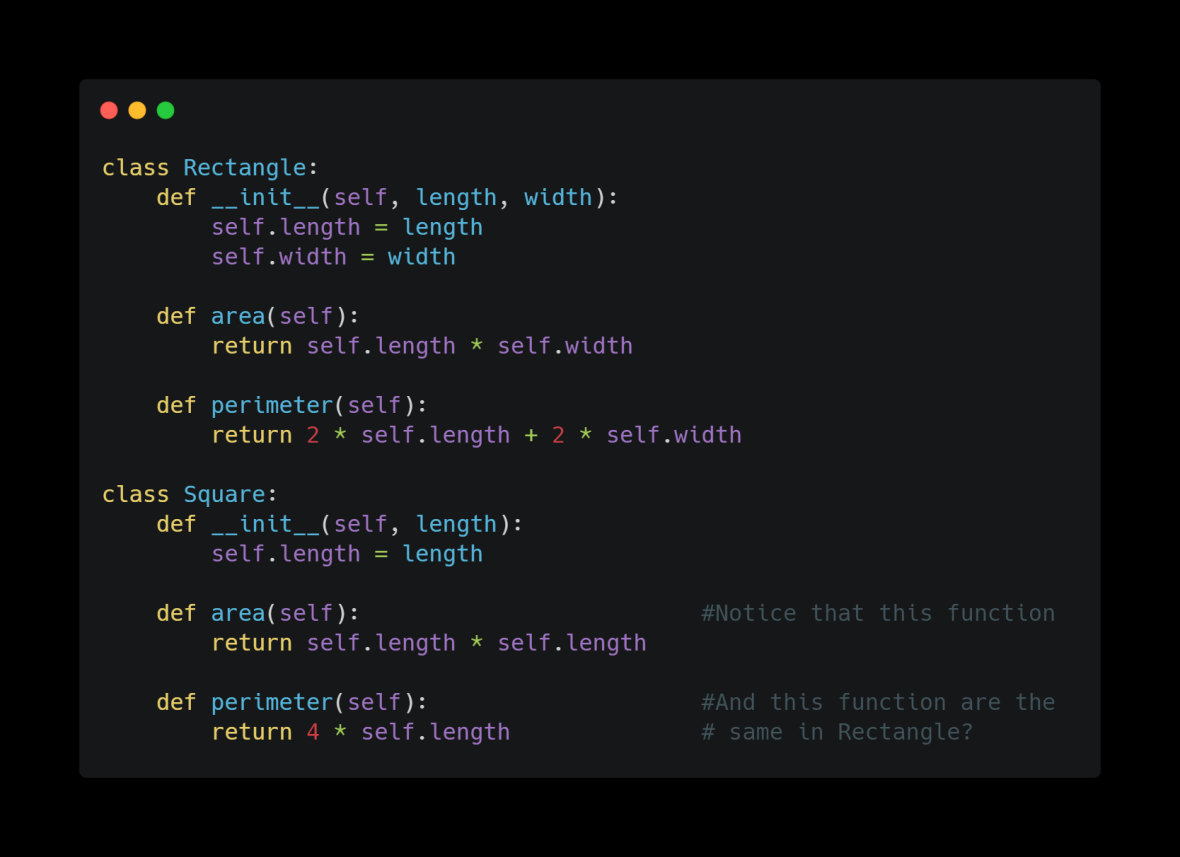 class Rectangle:
    def __init__(self, length, width):
        self.length = length
        self.width = width

    def area(self):
        return self.length * self.width

    def perimeter(self):
        return 2 * self.length + 2 * self.width

class Square:
    def __init__(self, length):
        self.length = length

    def area(self):                         #Notice that this function
        return self.length * self.length

    def perimeter(self):                    #And this function are the
        return 4 * self.length              # same in Rectangle?